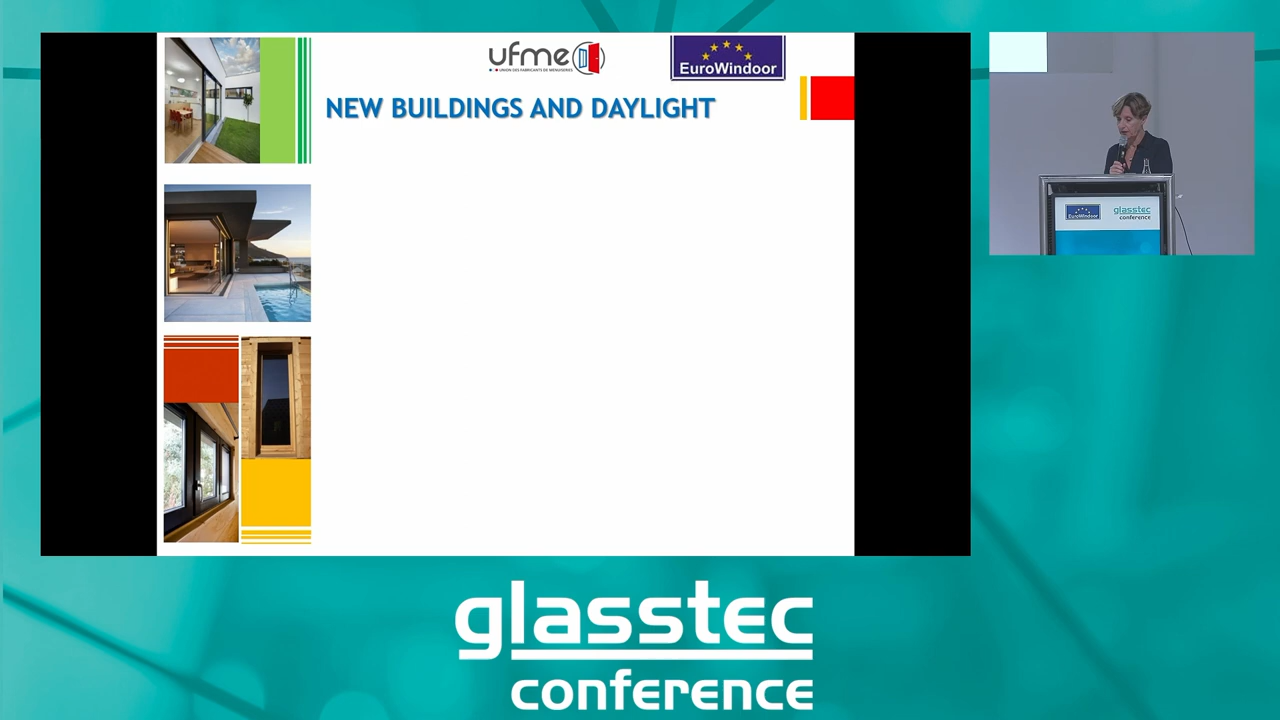 ufme
UNION DES FABRICANTS DE MENUISERIES
EuroWindoor
NEW BUILDINGS AND DAYLIGHT
EuroWindoor
glasstec
conference
glasstec
conference